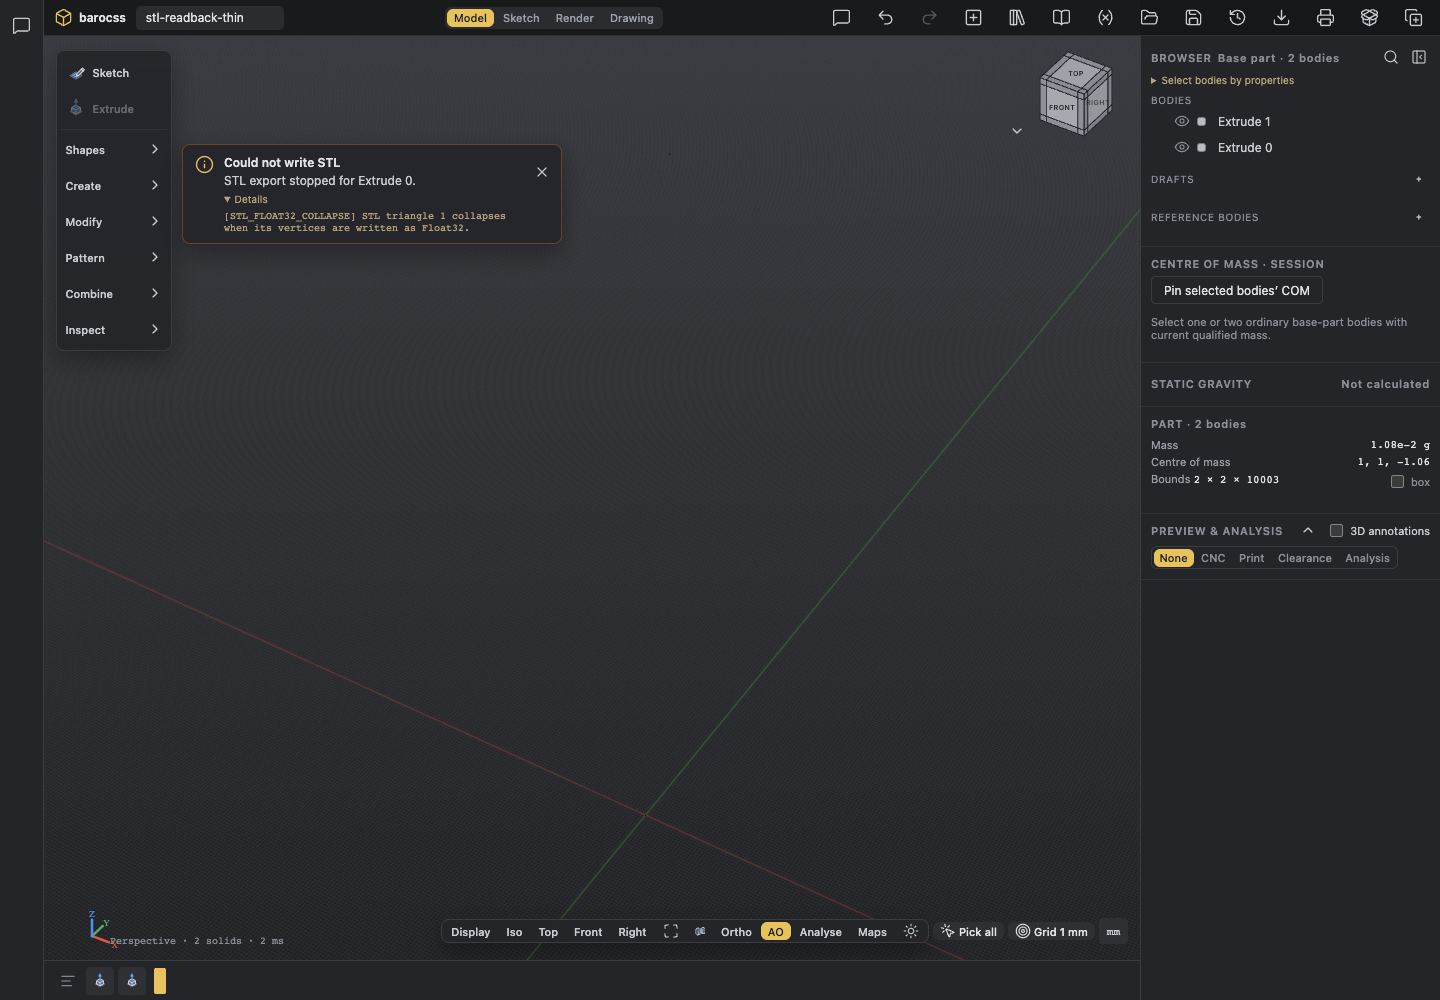 barocss
stl-readback-thin
Model
Sketch
Render
Drawing
Sketch
Extrude
Shapes
Create
Modify
Pattern
Combine
Inspect
Could not write STL
STL export stopped for Extrude 0.
▼ Details
[STL_FLOAT32_COLLAPSE] STL triangle 1 collapses
when its vertices are written as Float32.
TOP
FRONT
RIGHT
BROWSER Base part · 2 bodies
Select bodies by properties
BODIES
Extrude 1
Extrude 0
DRAFTS
REFERENCE BODIES
CENTRE OF MASS · SESSION
Pin selected bodies’ COM
Select one or two ordinary base-part bodies with
current qualified mass.
STATIC GRAVITY Not calculated
PART · 2 bodies
Mass 1.08e−2 g
Centre of mass 1, 1, −1.06
Bounds 2 × 2 × 10003 box
PREVIEW & ANALYSIS 3D annotations
None CNC Print Clearance Analysis
Z
Y
X
Perspective · 2 solids · 2 ms
Display Iso Top Front Right Ortho AO Analyse Maps
Pick all
Grid 1 mm
mm